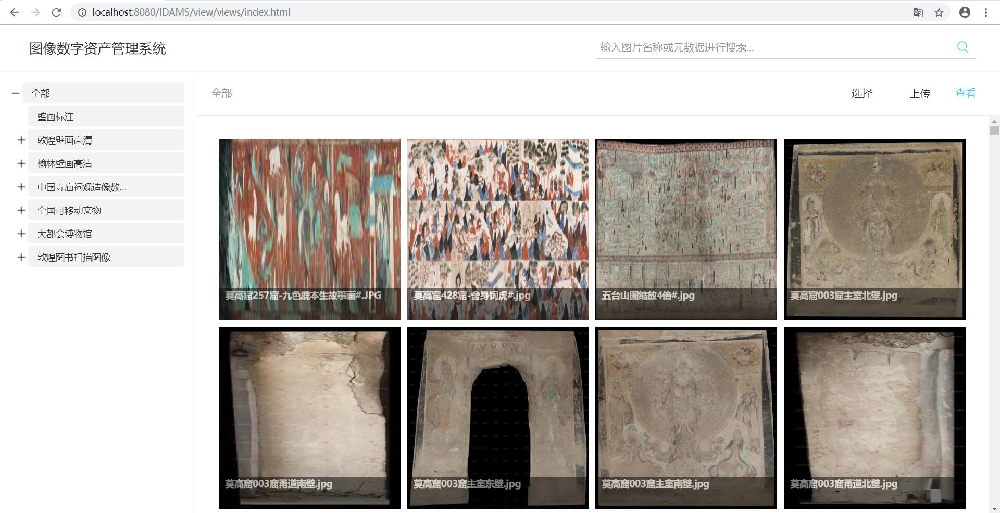 localhost:8080/IDAMS/view/views/index.html
图像数字资产管理系统
输入图片名称或元数据进行搜索...
全部
壁画标注
敦煌壁画高清
榆林壁画高清
中国寺庙祠观造像数...
全国可移动文物
大都会博物馆
敦煌图书扫描图像
全部
选择
上传
查看
莫高窟257窟-九色鹿本生故事画#.JPG
莫高窟428窟-舍身饲虎#.jpg
五台山图缩放4倍#.jpg
莫高窟003窟主室北壁.jpg
莫高窟003窟甬道南壁.jpg
莫高窟003窟主室东壁.jpg
莫高窟003窟主室南壁.jpg
莫高窟003窟甬道北壁.jpg